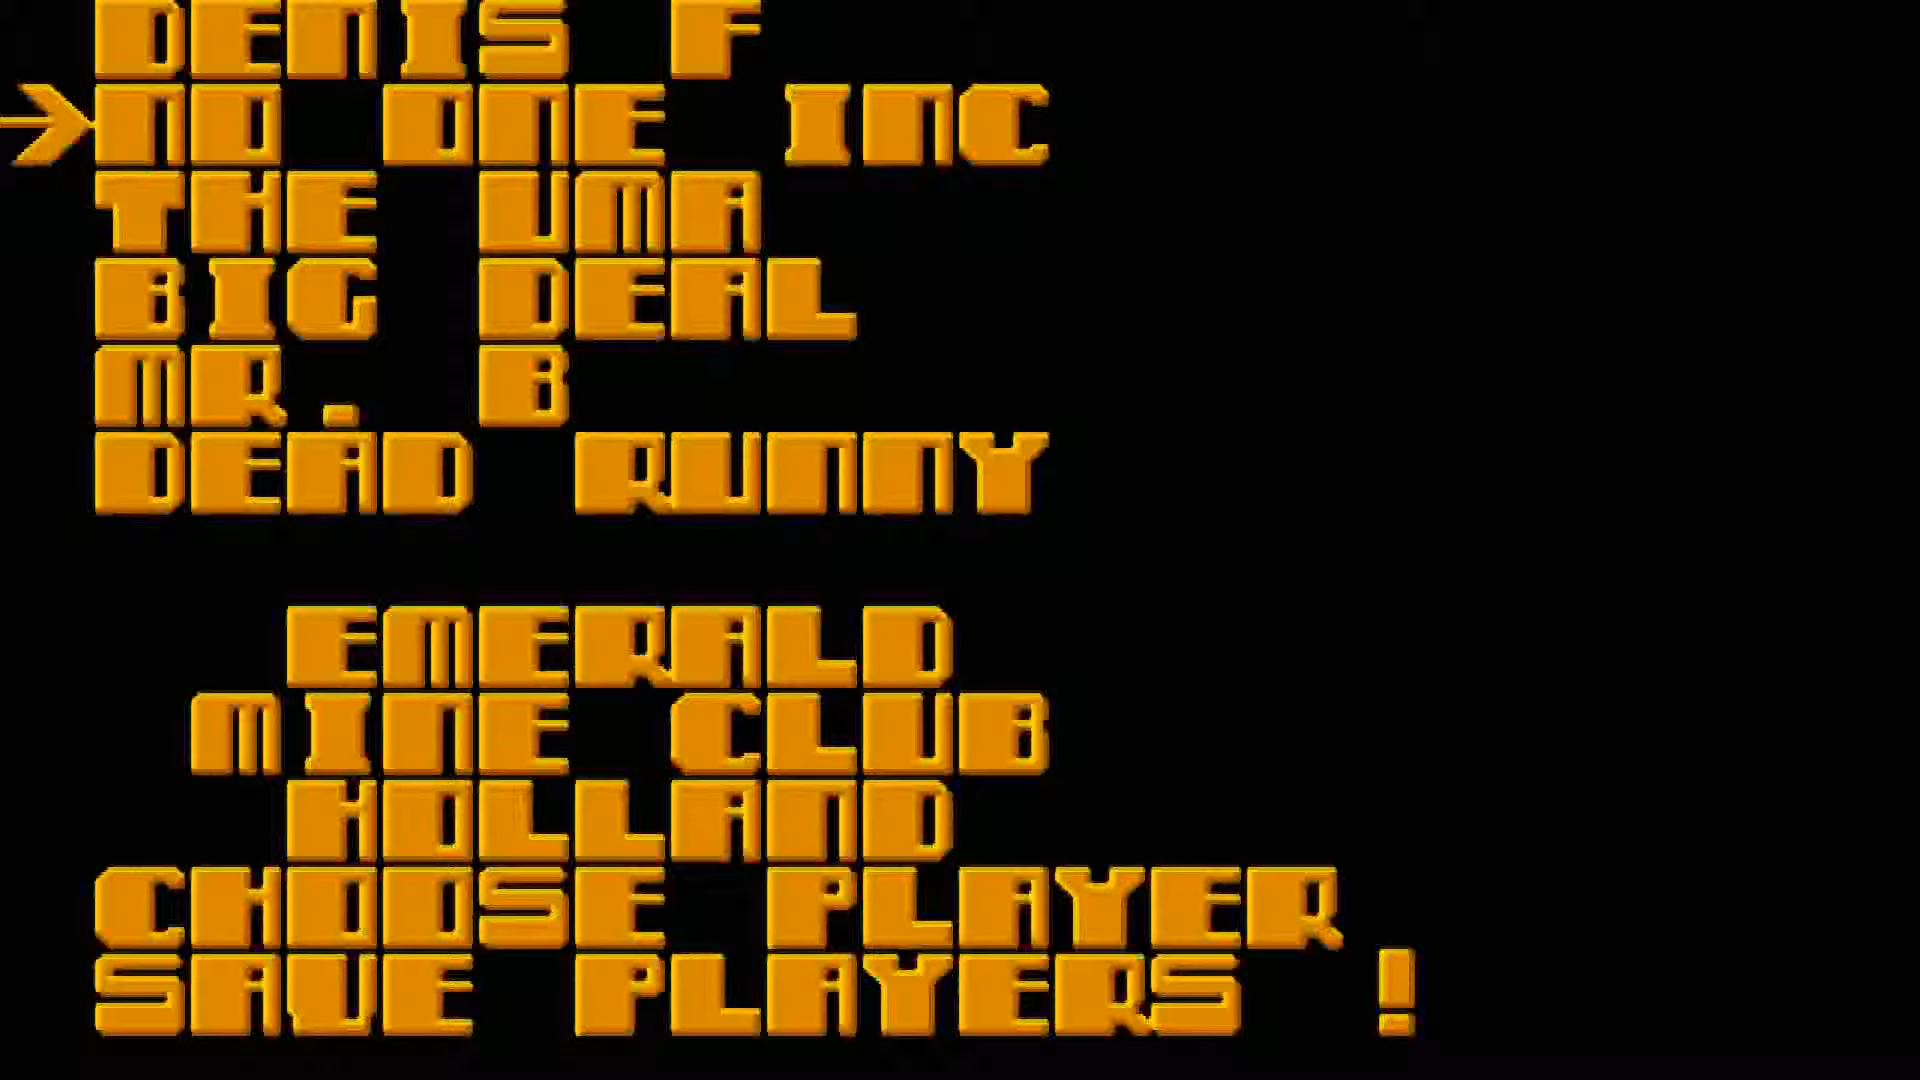 DENIS F
NO ONE INC
THE UMA
BIG DEAL
MR. B
DEAD RUNNY
EMERALD
MINE CLUB
HOLLAND
CHOOSE PLAYER
SAVE PLAYERS !